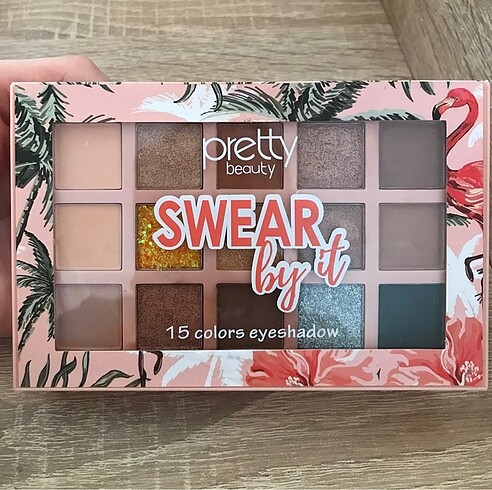 pretty
beauty
SWEAR
by it
15 colors eyeshadow